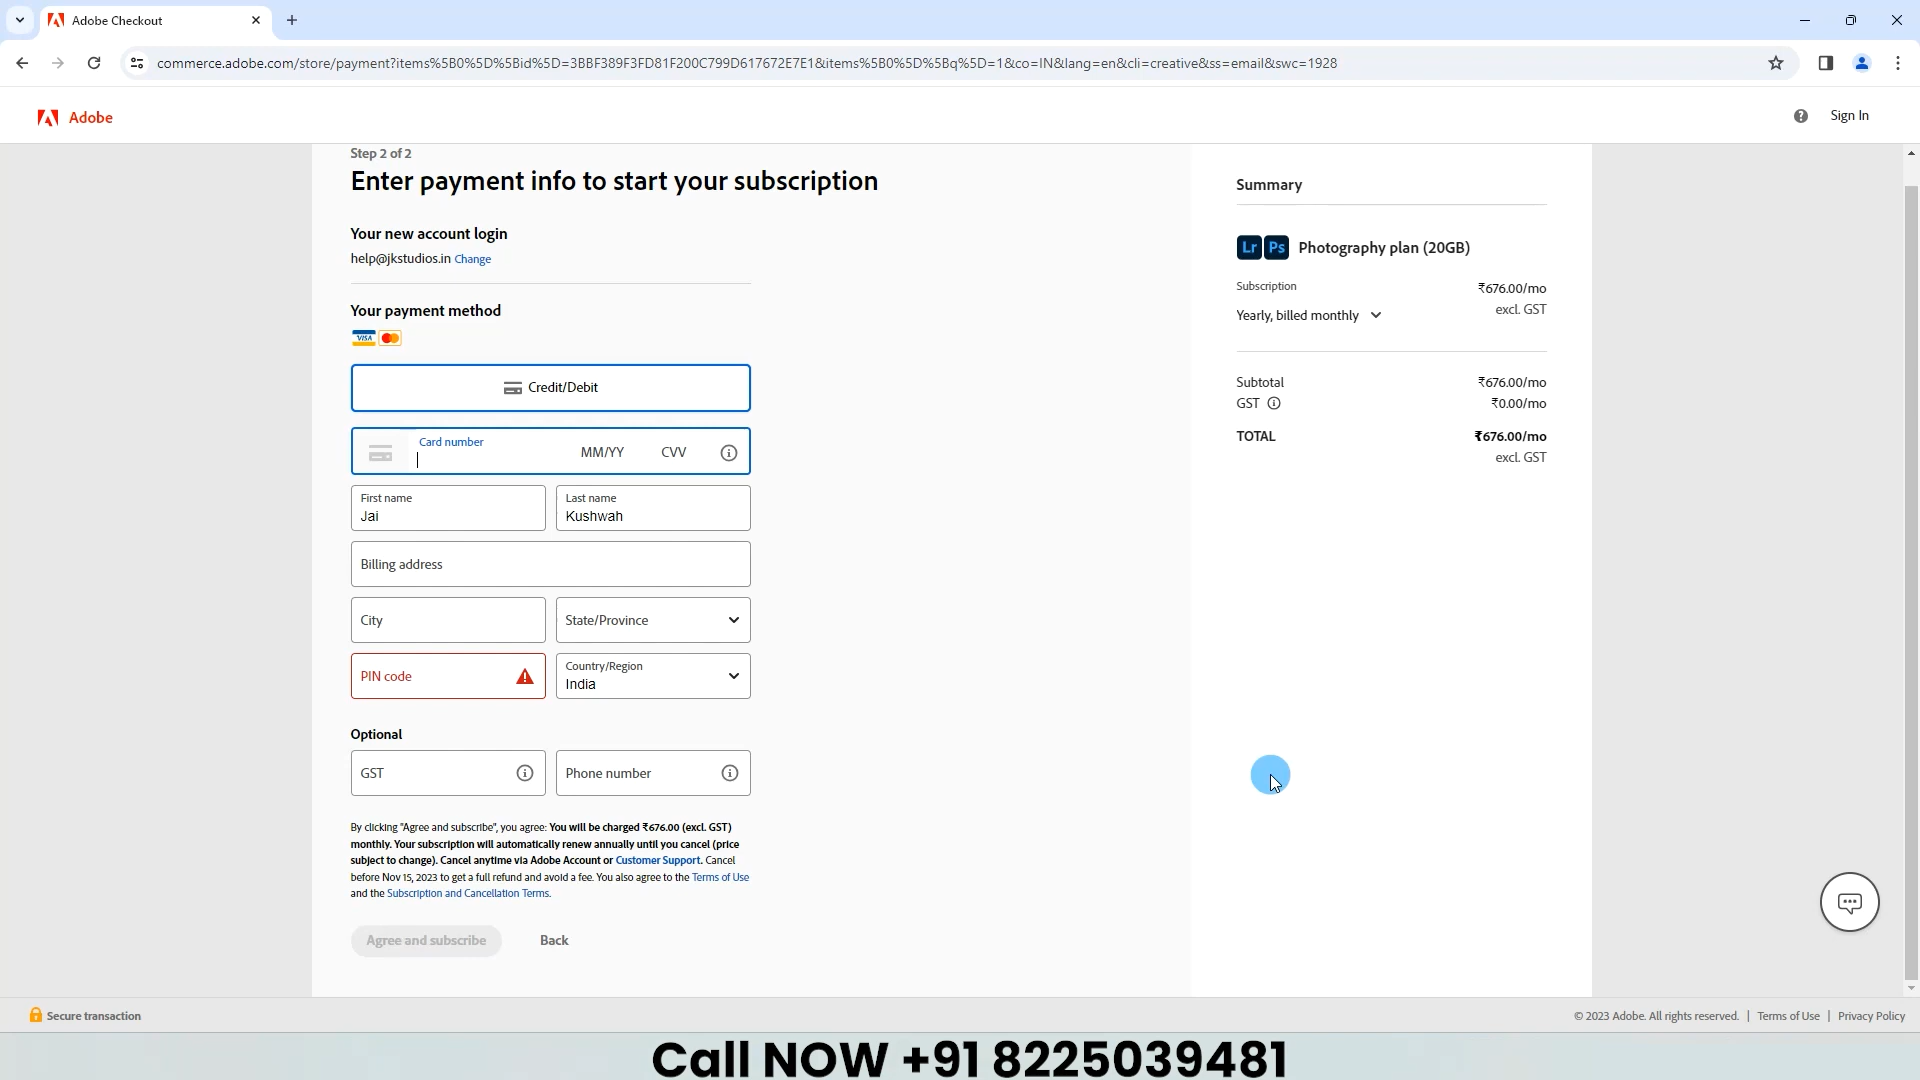 Adobe Checkout
commerce.adobe.com/store/payment?items%5B0%5D%5Bid%5D=3BBF389F3FD81F200C799D617672E7E1&items%5B0%5D%5Bq%5D=1&co=IN&lang=en&cli=creative&ss=email&swc=1928
Adobe
Sign In
Step 2 of 2
Enter payment info to start your subscription
Your new account login
help@jkstudios.in Change
Your payment method
VISA
Credit/Debit
Card number
MM/YY CVV
First name
Jai
Last name
Kushwah
Billing address
City
State/Province
PIN code
Country/Region
India
Optional
GST
Phone number
By clicking "Agree and subscribe", you agree: You will be charged ₹676.00 (excl. GST)
monthly. Your subscription will automatically renew annually until you cancel (price
subject to change). Cancel anytime via Adobe Account or Customer Support. Cancel
before Nov 15, 2023 to get a full refund and avoid a fee. You also agree to the Terms of Use
and the Subscription and Cancellation Terms.
Agree and subscribe
Back
Summary
Lr Ps Photography plan (20GB)
Subscription
₹676.00/mo
excl. GST
Yearly, billed monthly
Subtotal ₹676.00/mo
GST ₹0.00/mo
TOTAL ₹676.00/mo
excl. GST
Secure transaction
© 2023 Adobe. All rights reserved. | Terms of Use | Privacy Policy
Call NOW +91 8225039481